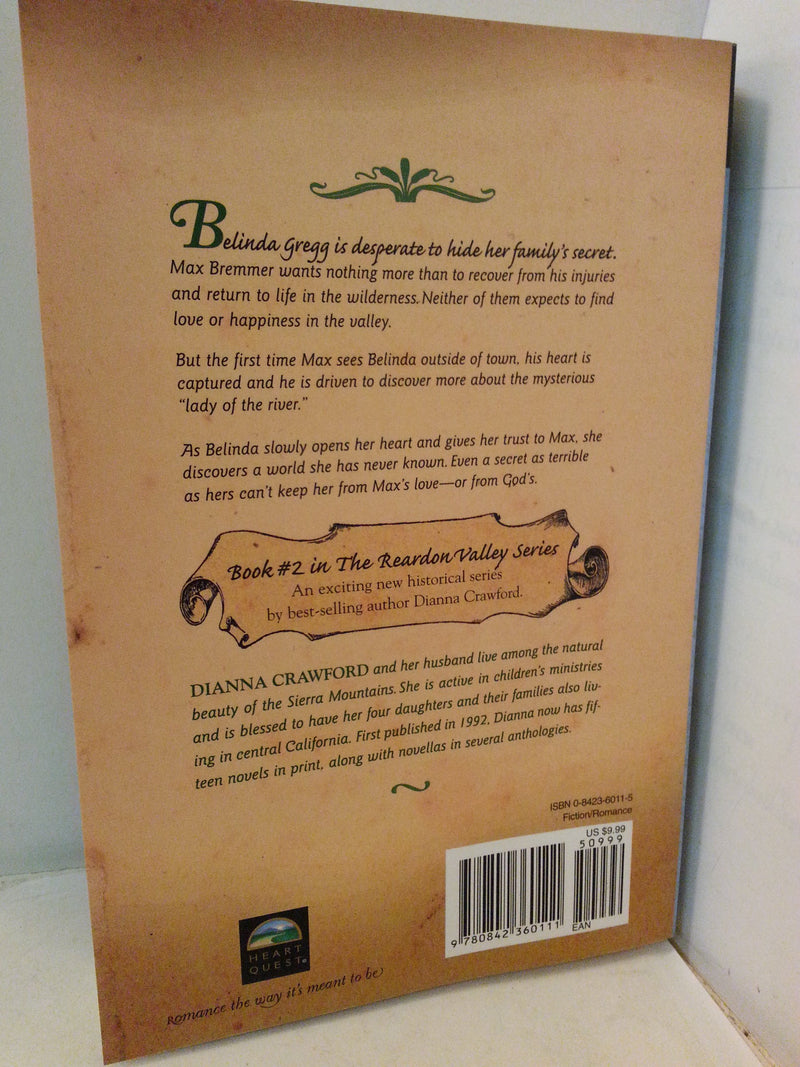 Belinda Gregg is desperate to hide her family's secret.
Max Bremmer wants nothing more than to recover from his injuries
and return to life in the wilderness. Neither of them expects to find
love or happiness in the valley.
But the first time Max sees Belinda outside of town, his heart is
captured and he is driven to discover more about the mysterious
"lady of the river."
As Belinda slowly opens her heart and gives her trust to Max, she
discovers a world she has never known. Even a secret as terrible
as hers can't keep her from Max's love—or from God's.
Book #2 in The Reardon Valley Series
An exciting new historical series
by best-selling author Dianna Crawford.
DIANNA CRAWFORD and her husband live among the natural
beauty of the Sierra Mountains. She is active in children's ministries
and is blessed to have her four daughters and their families also liv-
ing in central California. First published in 1992, Dianna now has fif-
teen novels in print, along with novellas in several anthologies.
ISBN 0-8423-6011-5
Fiction/Romance
US $9.99
50999
9 780842 360111
EAN
HEART
QUEST®
Romance the way it's meant to be